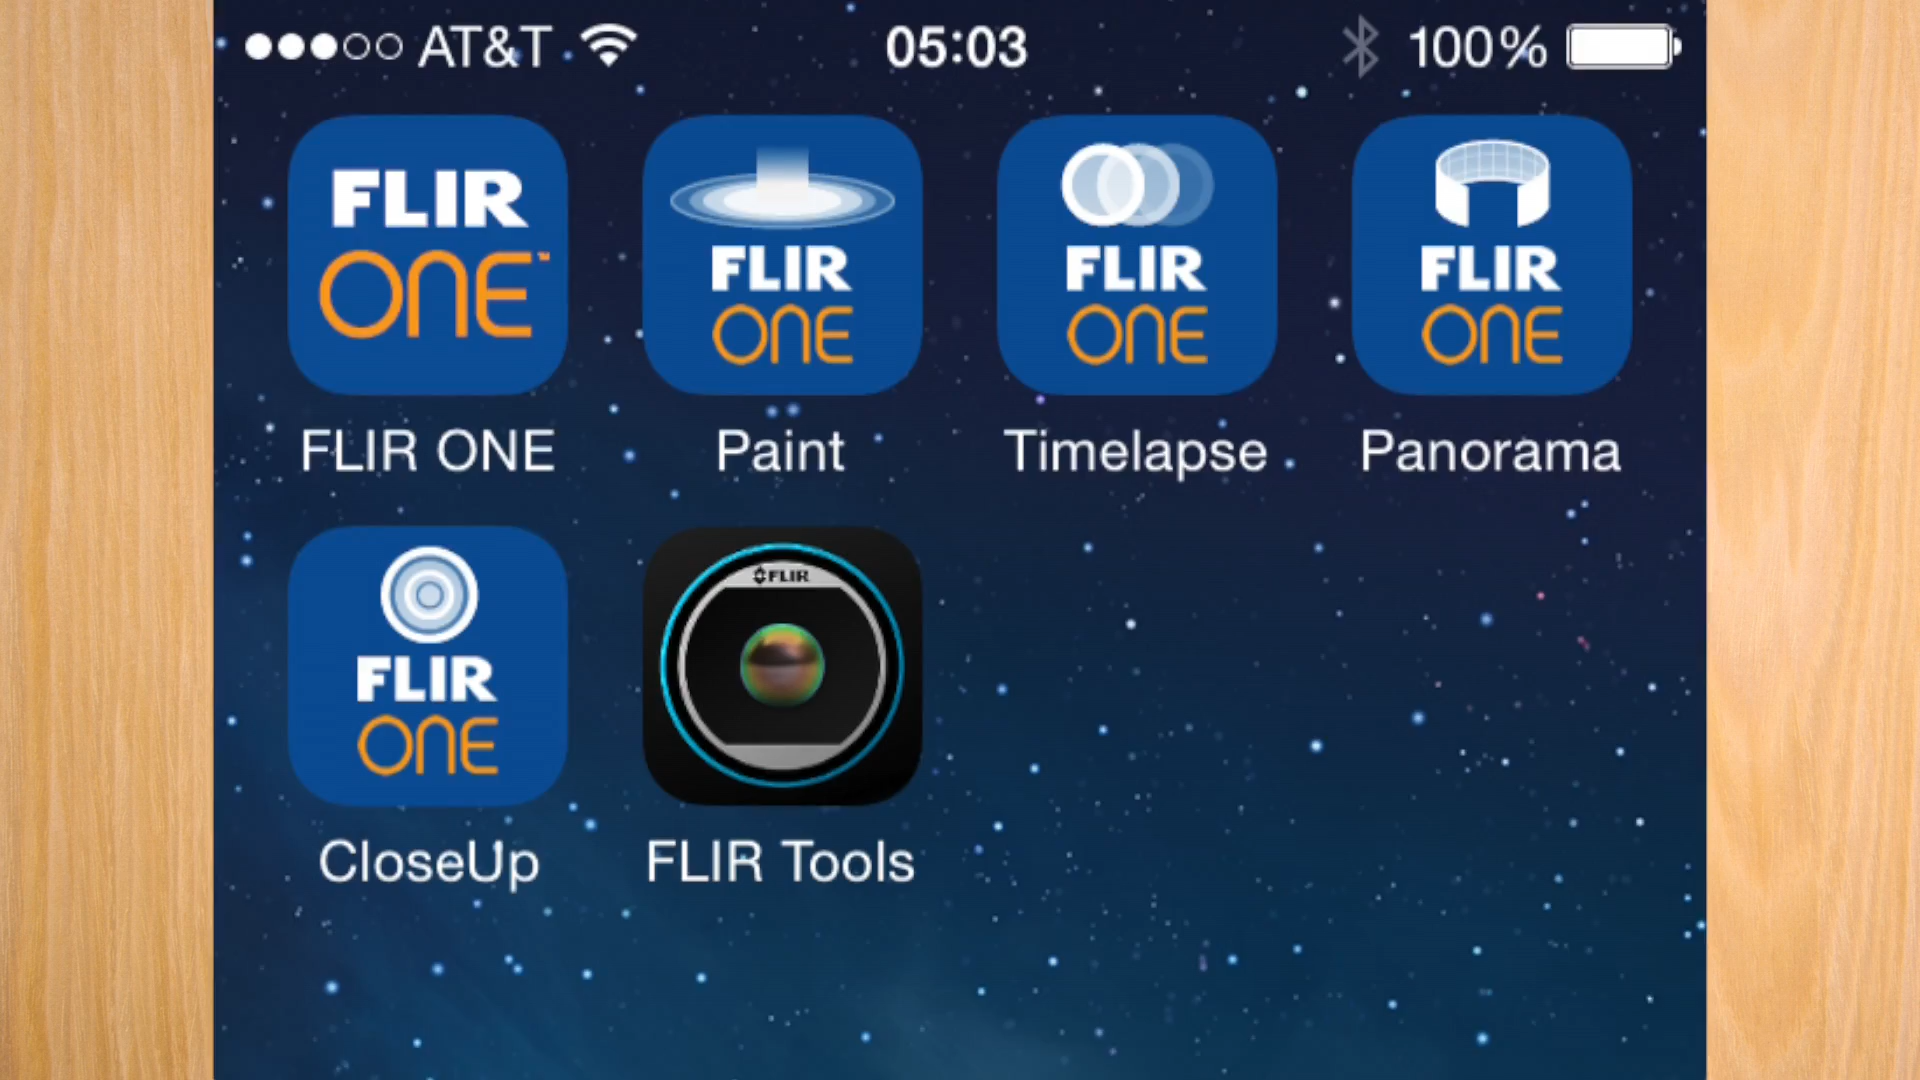 AT&T 05:03 100%
FLIR ONE™
FLIR ONE
FLIR ONE
FLIR ONE
FLIR ONE Paint Timelapse Panorama
FLIR ONE
FLIR
CloseUp FLIR Tools